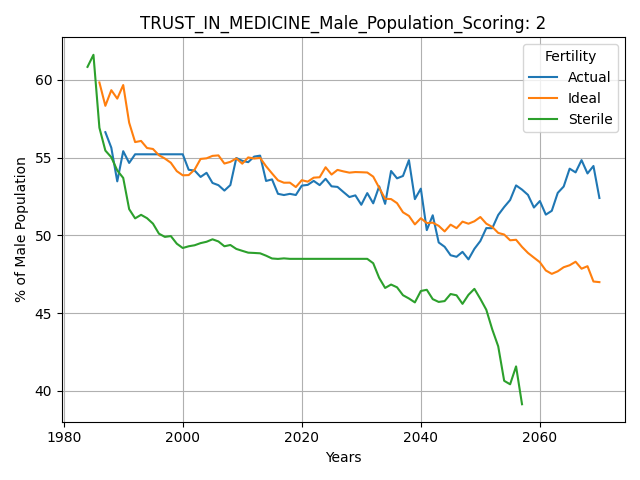 TRUST_IN_MEDICINE_Male_Population_Scoring: 2
Fertility
Actual
Ideal
Sterile
% of Male Population
60
55
50
45
40
1980
2000
2020
2040
2060
Years